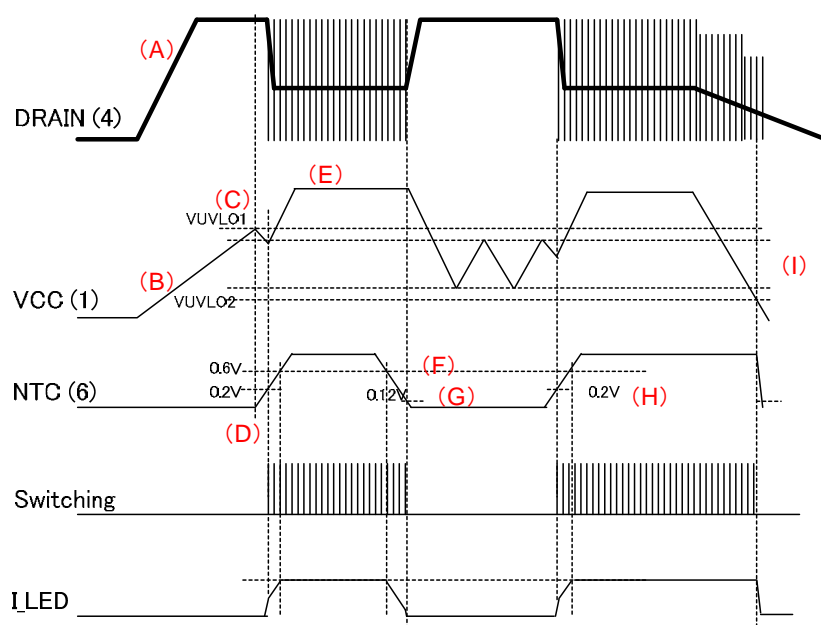 (A)
DRAIN (4)
(E)
(C)
VUVLO1
(B)
(I)
VCC (1)
VUVLO2
0.6V
(F)
NTC (6)
0.2V
0.12V
(G)
0.2V
(H)
(D)
Switching
I_LED